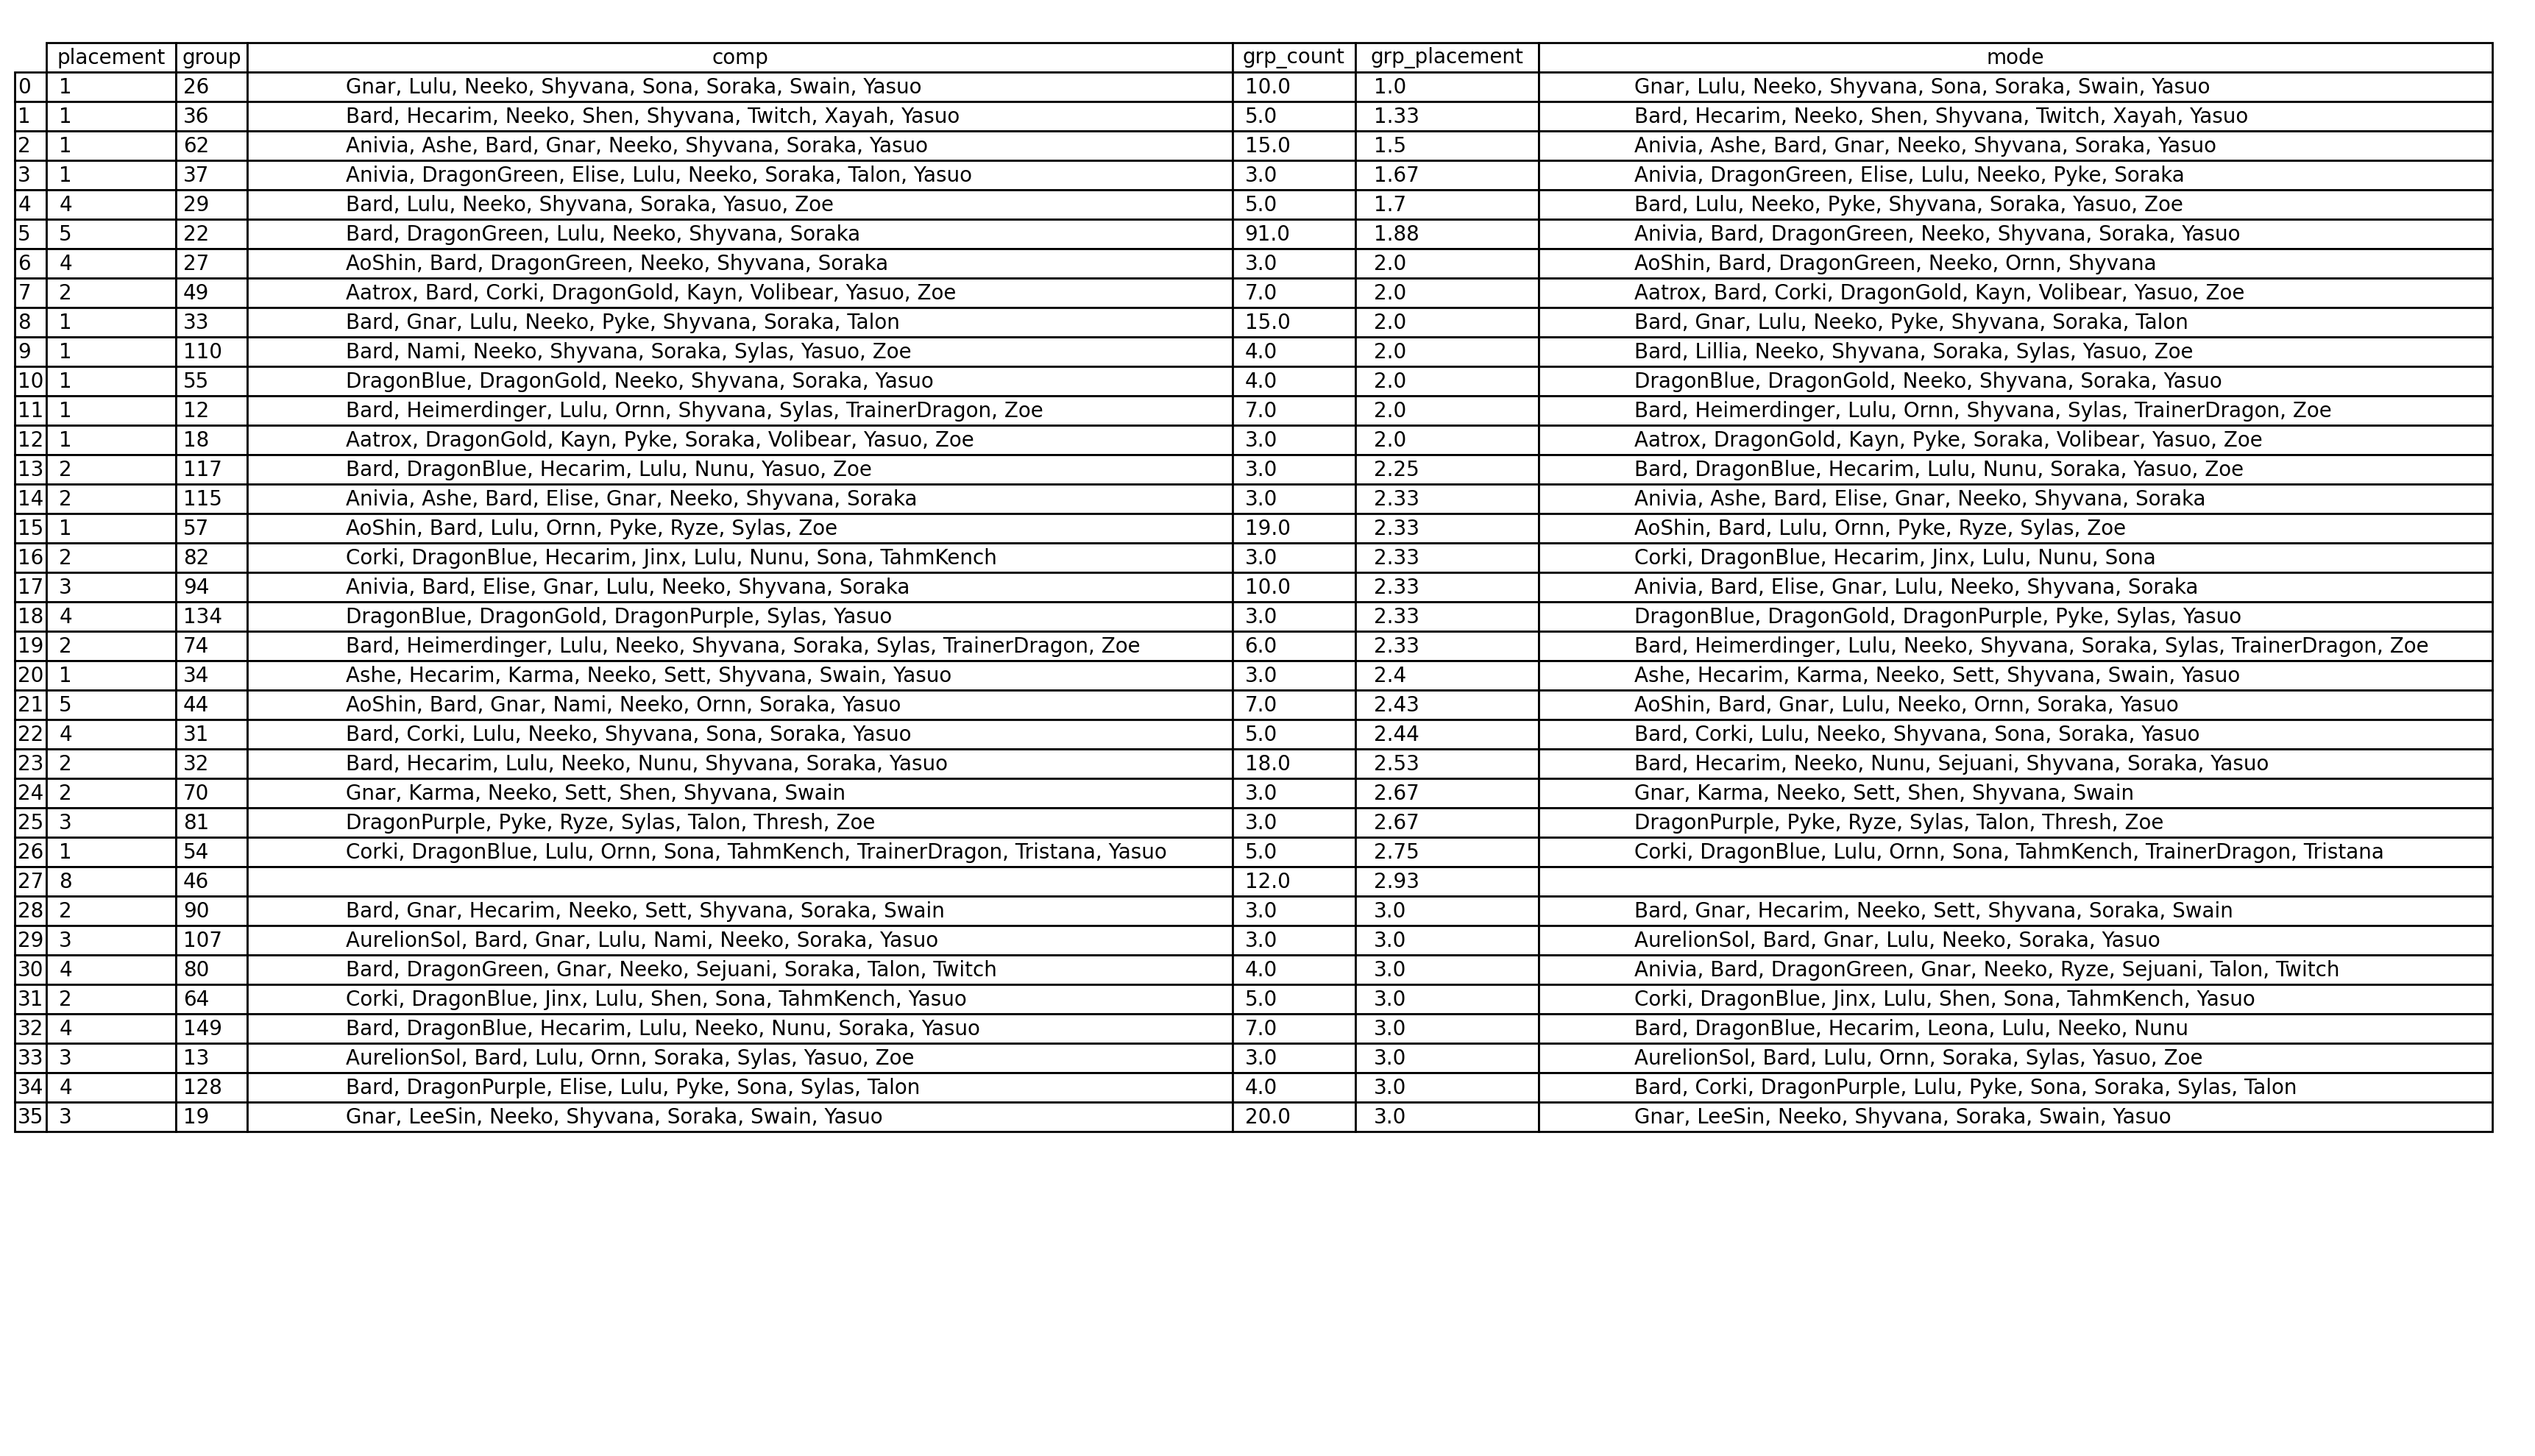 placement group comp grp_count grp_placement mode
0 1 26 Gnar, Lulu, Neeko, Shyvana, Sona, Soraka, Swain, Yasuo 10.0 1.0 Gnar, Lulu, Neeko, Shyvana, Sona, Soraka, Swain, Yasuo
1 1 36 Bard, Hecarim, Neeko, Shen, Shyvana, Twitch, Xayah, Yasuo 5.0 1.33 Bard, Hecarim, Neeko, Shen, Shyvana, Twitch, Xayah, Yasuo
2 1 62 Anivia, Ashe, Bard, Gnar, Neeko, Shyvana, Soraka, Yasuo 15.0 1.5 Anivia, Ashe, Bard, Gnar, Neeko, Shyvana, Soraka, Yasuo
3 1 37 Anivia, DragonGreen, Elise, Lulu, Neeko, Soraka, Talon, Yasuo 3.0 1.67 Anivia, DragonGreen, Elise, Lulu, Neeko, Pyke, Soraka
4 4 29 Bard, Lulu, Neeko, Shyvana, Soraka, Yasuo, Zoe 5.0 1.7 Bard, Lulu, Neeko, Pyke, Shyvana, Soraka, Yasuo, Zoe
5 5 22 Bard, DragonGreen, Lulu, Neeko, Shyvana, Soraka 91.0 1.88 Anivia, Bard, DragonGreen, Neeko, Shyvana, Soraka, Yasuo
6 4 27 AoShin, Bard, DragonGreen, Neeko, Shyvana, Soraka 3.0 2.0 AoShin, Bard, DragonGreen, Neeko, Ornn, Shyvana
7 2 49 Aatrox, Bard, Corki, DragonGold, Kayn, Volibear, Yasuo, Zoe 7.0 2.0 Aatrox, Bard, Corki, DragonGold, Kayn, Volibear, Yasuo, Zoe
8 1 33 Bard, Gnar, Lulu, Neeko, Pyke, Shyvana, Soraka, Talon 15.0 2.0 Bard, Gnar, Lulu, Neeko, Pyke, Shyvana, Soraka, Talon
9 1 110 Bard, Nami, Neeko, Shyvana, Soraka, Sylas, Yasuo, Zoe 4.0 2.0 Bard, Lillia, Neeko, Shyvana, Soraka, Sylas, Yasuo, Zoe
10 1 55 DragonBlue, DragonGold, Neeko, Shyvana, Soraka, Yasuo 4.0 2.0 DragonBlue, DragonGold, Neeko, Shyvana, Soraka, Yasuo
11 1 12 Bard, Heimerdinger, Lulu, Ornn, Shyvana, Sylas, TrainerDragon, Zoe 7.0 2.0 Bard, Heimerdinger, Lulu, Ornn, Shyvana, Sylas, TrainerDragon, Zoe
12 1 18 Aatrox, DragonGold, Kayn, Pyke, Soraka, Volibear, Yasuo, Zoe 3.0 2.0 Aatrox, DragonGold, Kayn, Pyke, Soraka, Volibear, Yasuo, Zoe
13 2 117 Bard, DragonBlue, Hecarim, Lulu, Nunu, Yasuo, Zoe 3.0 2.25 Bard, DragonBlue, Hecarim, Lulu, Nunu, Soraka, Yasuo, Zoe
14 2 115 Anivia, Ashe, Bard, Elise, Gnar, Neeko, Shyvana, Soraka 3.0 2.33 Anivia, Ashe, Bard, Elise, Gnar, Neeko, Shyvana, Soraka
15 1 57 AoShin, Bard, Lulu, Ornn, Pyke, Ryze, Sylas, Zoe 19.0 2.33 AoShin, Bard, Lulu, Ornn, Pyke, Ryze, Sylas, Zoe
16 2 82 Corki, DragonBlue, Hecarim, Jinx, Lulu, Nunu, Sona, TahmKench 3.0 2.33 Corki, DragonBlue, Hecarim, Jinx, Lulu, Nunu, Sona
17 3 94 Anivia, Bard, Elise, Gnar, Lulu, Neeko, Shyvana, Soraka 10.0 2.33 Anivia, Bard, Elise, Gnar, Lulu, Neeko, Shyvana, Soraka
18 4 134 DragonBlue, DragonGold, DragonPurple, Sylas, Yasuo 3.0 2.33 DragonBlue, DragonGold, DragonPurple, Pyke, Sylas, Yasuo
19 2 74 Bard, Heimerdinger, Lulu, Neeko, Shyvana, Soraka, Sylas, TrainerDragon, Zoe 6.0 2.33 Bard, Heimerdinger, Lulu, Neeko, Shyvana, Soraka, Sylas, TrainerDragon, Zoe
20 1 34 Ashe, Hecarim, Karma, Neeko, Sett, Shyvana, Swain, Yasuo 3.0 2.4 Ashe, Hecarim, Karma, Neeko, Sett, Shyvana, Swain, Yasuo
21 5 44 AoShin, Bard, Gnar, Nami, Neeko, Ornn, Soraka, Yasuo 7.0 2.43 AoShin, Bard, Gnar, Lulu, Neeko, Ornn, Soraka, Yasuo
22 4 31 Bard, Corki, Lulu, Neeko, Shyvana, Sona, Soraka, Yasuo 5.0 2.44 Bard, Corki, Lulu, Neeko, Shyvana, Sona, Soraka, Yasuo
23 2 32 Bard, Hecarim, Lulu, Neeko, Nunu, Shyvana, Soraka, Yasuo 18.0 2.53 Bard, Hecarim, Neeko, Nunu, Sejuani, Shyvana, Soraka, Yasuo
24 2 70 Gnar, Karma, Neeko, Sett, Shen, Shyvana, Swain 3.0 2.67 Gnar, Karma, Neeko, Sett, Shen, Shyvana, Swain
25 3 81 DragonPurple, Pyke, Ryze, Sylas, Talon, Thresh, Zoe 3.0 2.67 DragonPurple, Pyke, Ryze, Sylas, Talon, Thresh, Zoe
26 1 54 Corki, DragonBlue, Lulu, Ornn, Sona, TahmKench, TrainerDragon, Tristana, Yasuo 5.0 2.75 Corki, DragonBlue, Lulu, Ornn, Sona, TahmKench, TrainerDragon, Tristana
27 8 46 12.0 2.93
28 2 90 Bard, Gnar, Hecarim, Neeko, Sett, Shyvana, Soraka, Swain 3.0 3.0 Bard, Gnar, Hecarim, Neeko, Sett, Shyvana, Soraka, Swain
29 3 107 AurelionSol, Bard, Gnar, Lulu, Nami, Neeko, Soraka, Yasuo 3.0 3.0 AurelionSol, Bard, Gnar, Lulu, Neeko, Soraka, Yasuo
30 4 80 Bard, DragonGreen, Gnar, Neeko, Sejuani, Soraka, Talon, Twitch 4.0 3.0 Anivia, Bard, DragonGreen, Gnar, Neeko, Ryze, Sejuani, Talon, Twitch
31 2 64 Corki, DragonBlue, Jinx, Lulu, Shen, Sona, TahmKench, Yasuo 5.0 3.0 Corki, DragonBlue, Jinx, Lulu, Shen, Sona, TahmKench, Yasuo
32 4 149 Bard, DragonBlue, Hecarim, Lulu, Neeko, Nunu, Soraka, Yasuo 7.0 3.0 Bard, DragonBlue, Hecarim, Leona, Lulu, Neeko, Nunu
33 3 13 AurelionSol, Bard, Lulu, Ornn, Soraka, Sylas, Yasuo, Zoe 3.0 3.0 AurelionSol, Bard, Lulu, Ornn, Soraka, Sylas, Yasuo, Zoe
34 4 128 Bard, DragonPurple, Elise, Lulu, Pyke, Sona, Sylas, Talon 4.0 3.0 Bard, Corki, DragonPurple, Lulu, Pyke, Sona, Soraka, Sylas, Talon
35 3 19 Gnar, LeeSin, Neeko, Shyvana, Soraka, Swain, Yasuo 20.0 3.0 Gnar, LeeSin, Neeko, Shyvana, Soraka, Swain, Yasuo